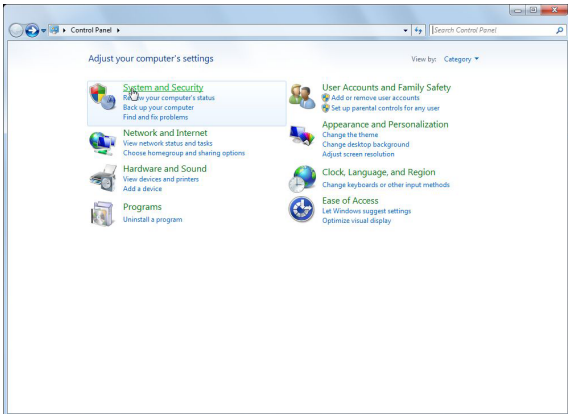 Control Panel
Search Control Panel
Adjust your computer's settings
View by: Category
System and Security
Review your computer's status
Back up your computer
Find and fix problems
Network and Internet
View network status and tasks
Choose homegroup and sharing options
Hardware and Sound
View devices and printers
Add a device
Programs
Uninstall a program
User Accounts and Family Safety
Add or remove user accounts
Set up parental controls for any user
Appearance and Personalization
Change the theme
Change desktop background
Adjust screen resolution
Clock, Language, and Region
Change keyboards or other input methods
Ease of Access
Let Windows suggest settings
Optimize visual display